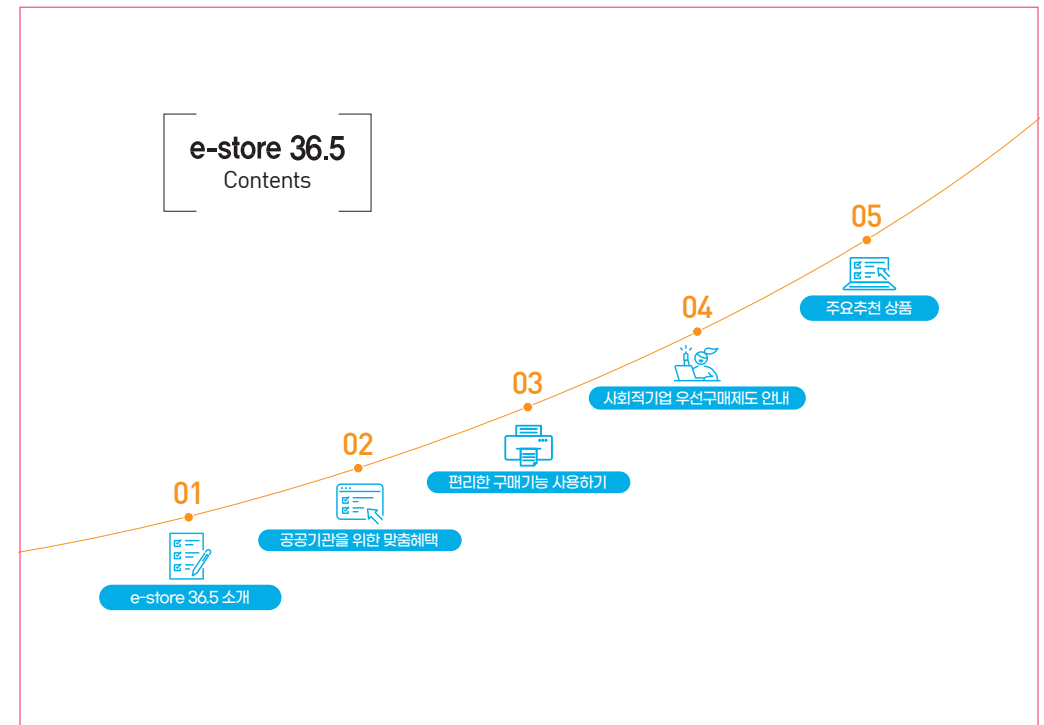 e-store 36.5
Contents
01
e-store 36.5 소개
02
공공기관을 위한 맞춤혜택
03
편리한 구매기능 사용하기
04
사회적기업 우선구매제도 안내
05
주요추천 상품